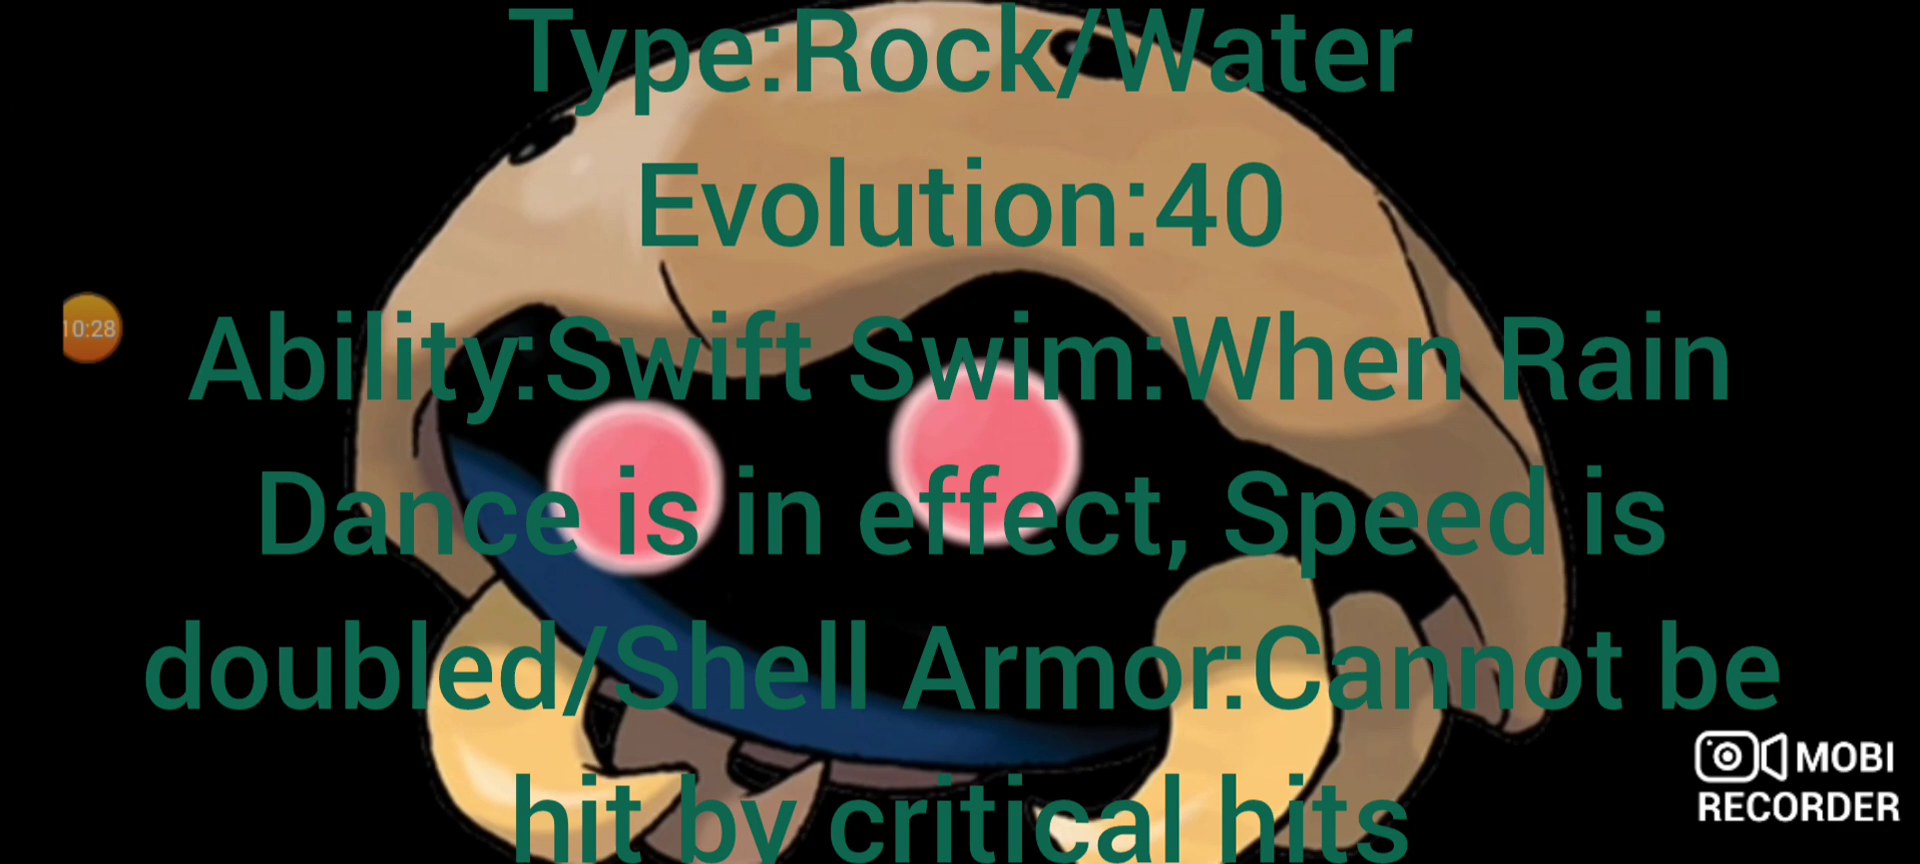 Type:Rock/Water
Evolution:40
10:28
Ability:Swift Swim:When Rain
Dance is in effect, Speed is
doubled/Shell Armor:Cannot be
hit by critical hits
MOBI
RECORDER